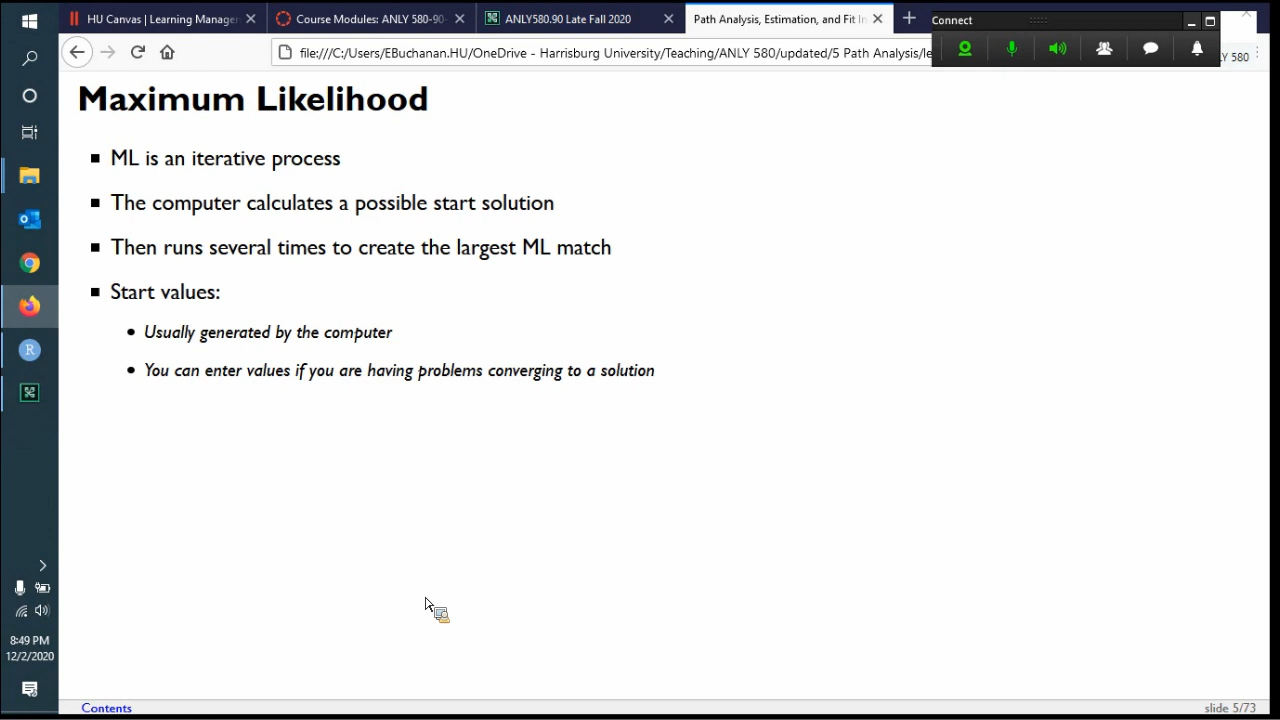 HU Canvas | Learning Manage
Course Modules: ANLY 580-90-
ANLY580.90 Late Fall 2020
Path Analysis, Estimation, and Fit In
Connect
file:///C:/Users/EBuchanan.HU/OneDrive - Harrisburg University/Teaching/ANLY 580/updated/5 Path Analysis/le
LY 580
Maximum Likelihood
ML is an iterative process
The computer calculates a possible start solution
Then runs several times to create the largest ML match
Start values:
Usually generated by the computer
You can enter values if you are having problems converging to a solution
R
8:49 PM
12/2/2020
Contents
slide 5/73